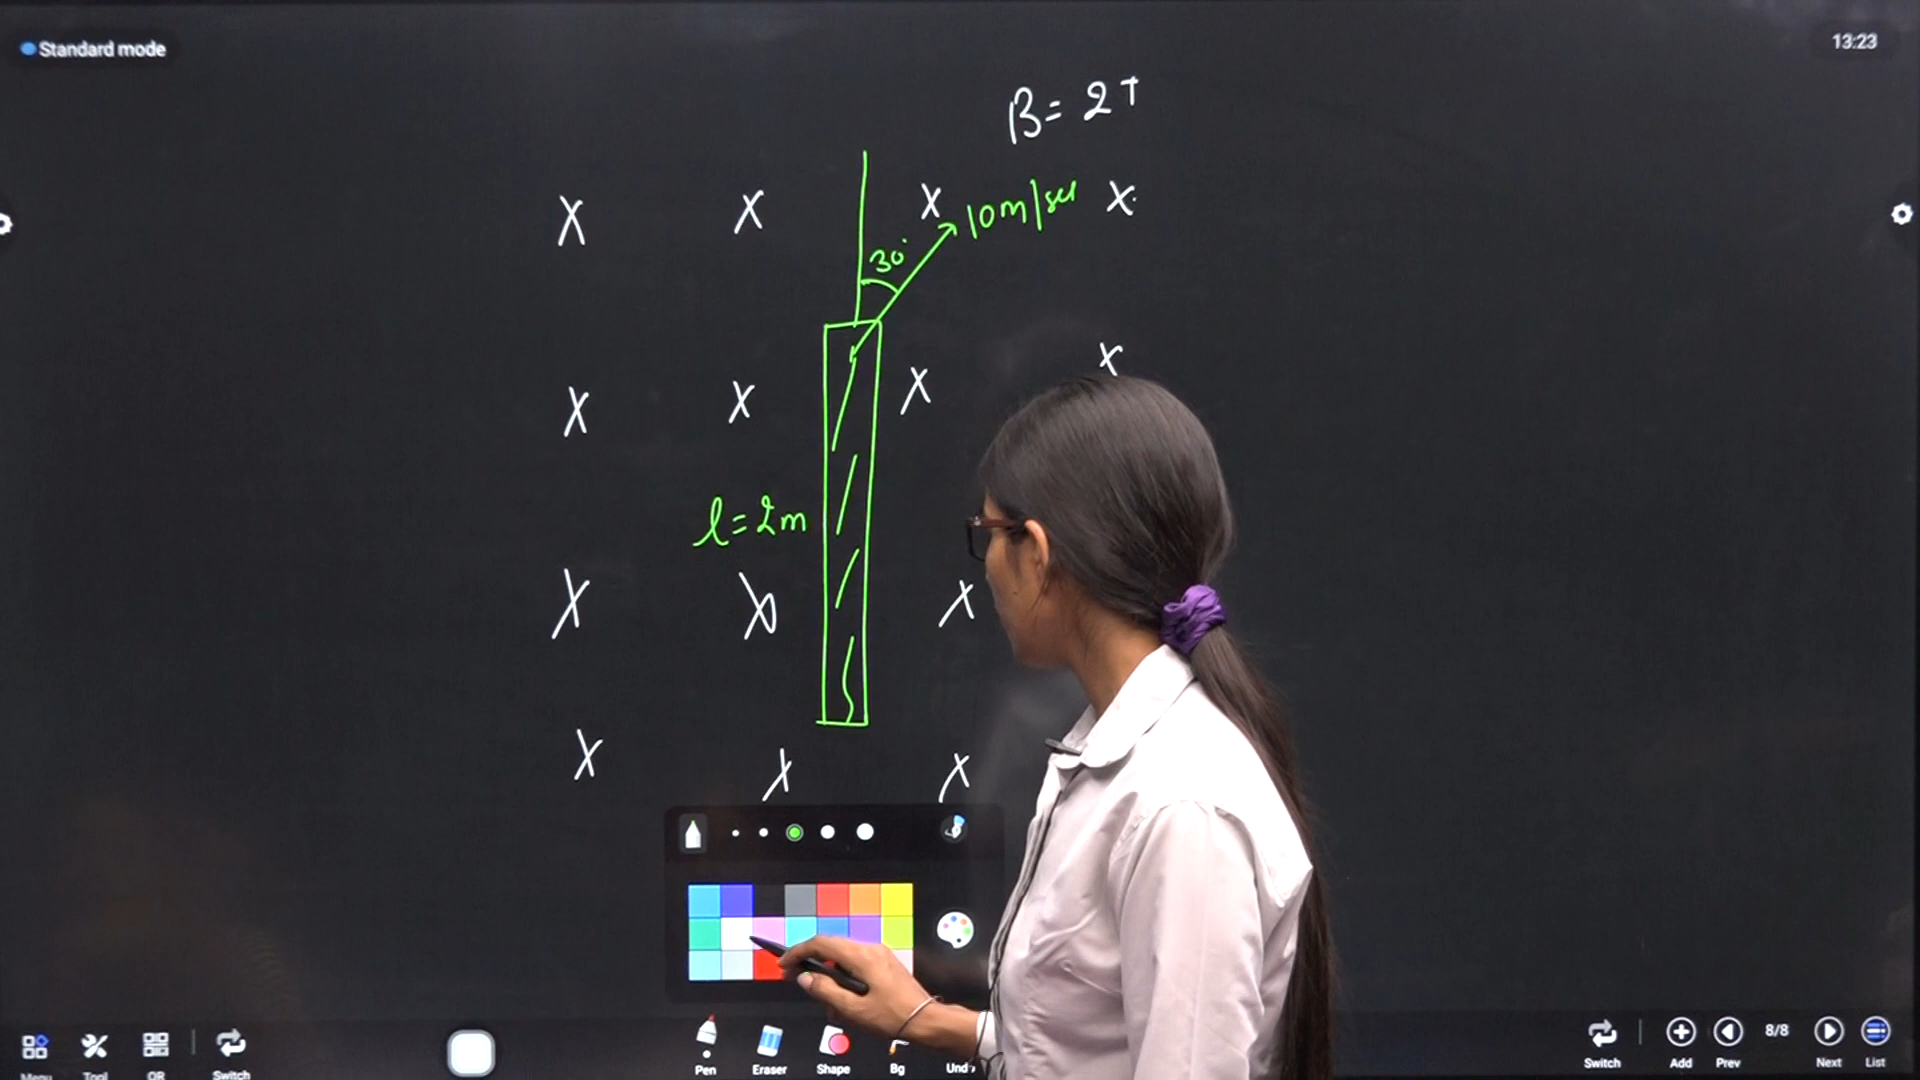 Standard mode
13:23
B = 2T
X X X X
10m/sec
30°
X X X X
l = 2m
X X X
X X X
Menu Tool QR Switch
Pen Eraser Shape Bg Und
Switch Add Prev 8/8 Next List